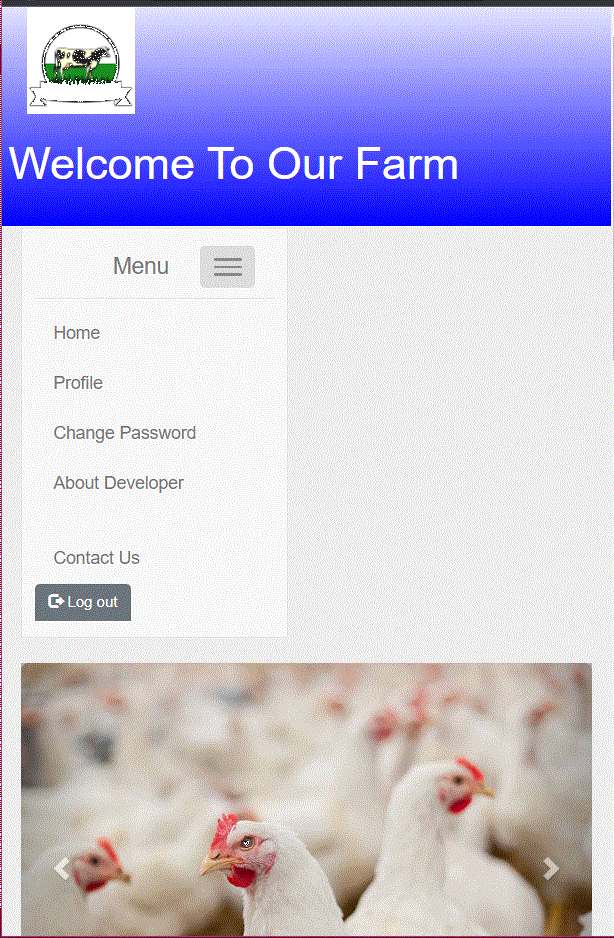 Welcome To Our Farm
Menu
Home
Profile
Change Password
About Developer
Contact Us
Log out